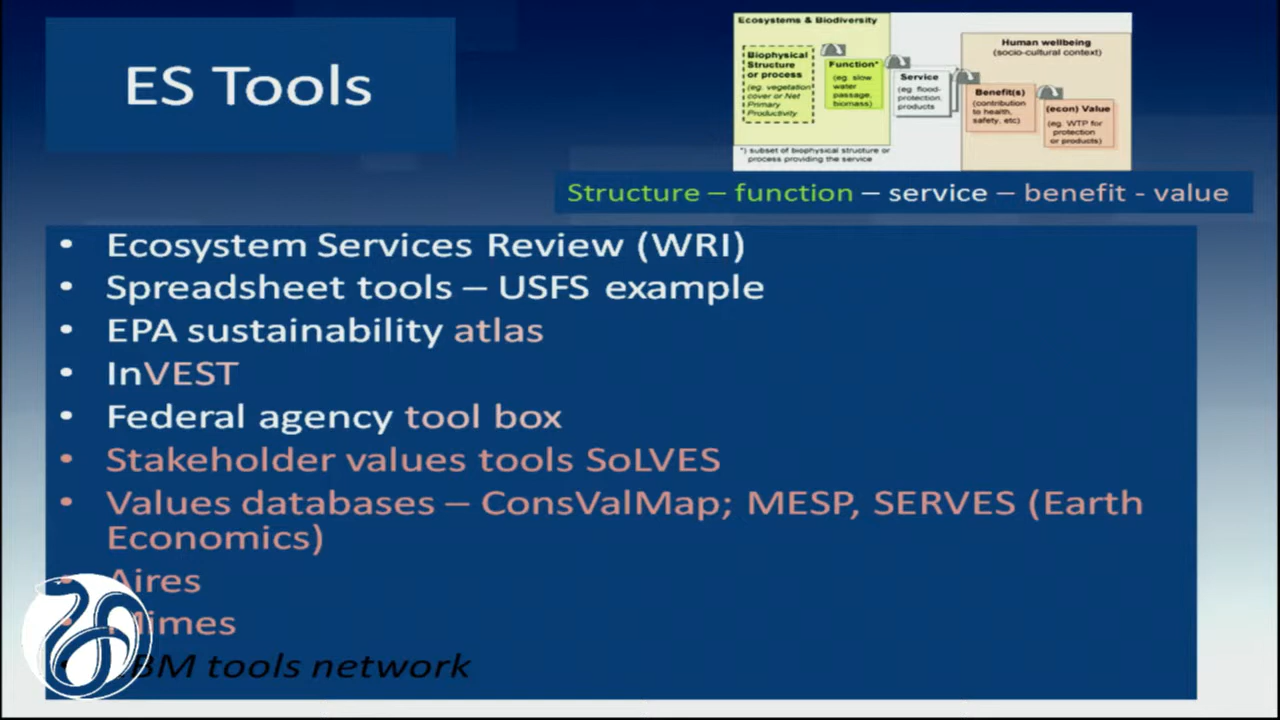 ES Tools
Ecosystems & Biodiversity
Biophysical
Structure
or process
(eg. vegetation
cover or Net
Primary
Productivity)
Function*
(eg. slow
water
passage,
biomass)
Service
(eg. flood-
protection,
products
Human wellbeing
(socio-cultural context)
Benefit(s)
(contribution
to health,
safety, etc)
(econ) Value
(eg. WTP for
protection
or products)
*) subset of biophysical structure or
process providing the service
Structure – function – service – benefit - value
• Ecosystem Services Review (WRI)
• Spreadsheet tools – USFS example
• EPA sustainability atlas
• InVEST
• Federal agency tool box
• Stakeholder values tools SoLVES
• Values databases – ConsValMap; MESP, SERVES (Earth
Economics)
• Aires
• Mimes
• EBM tools network